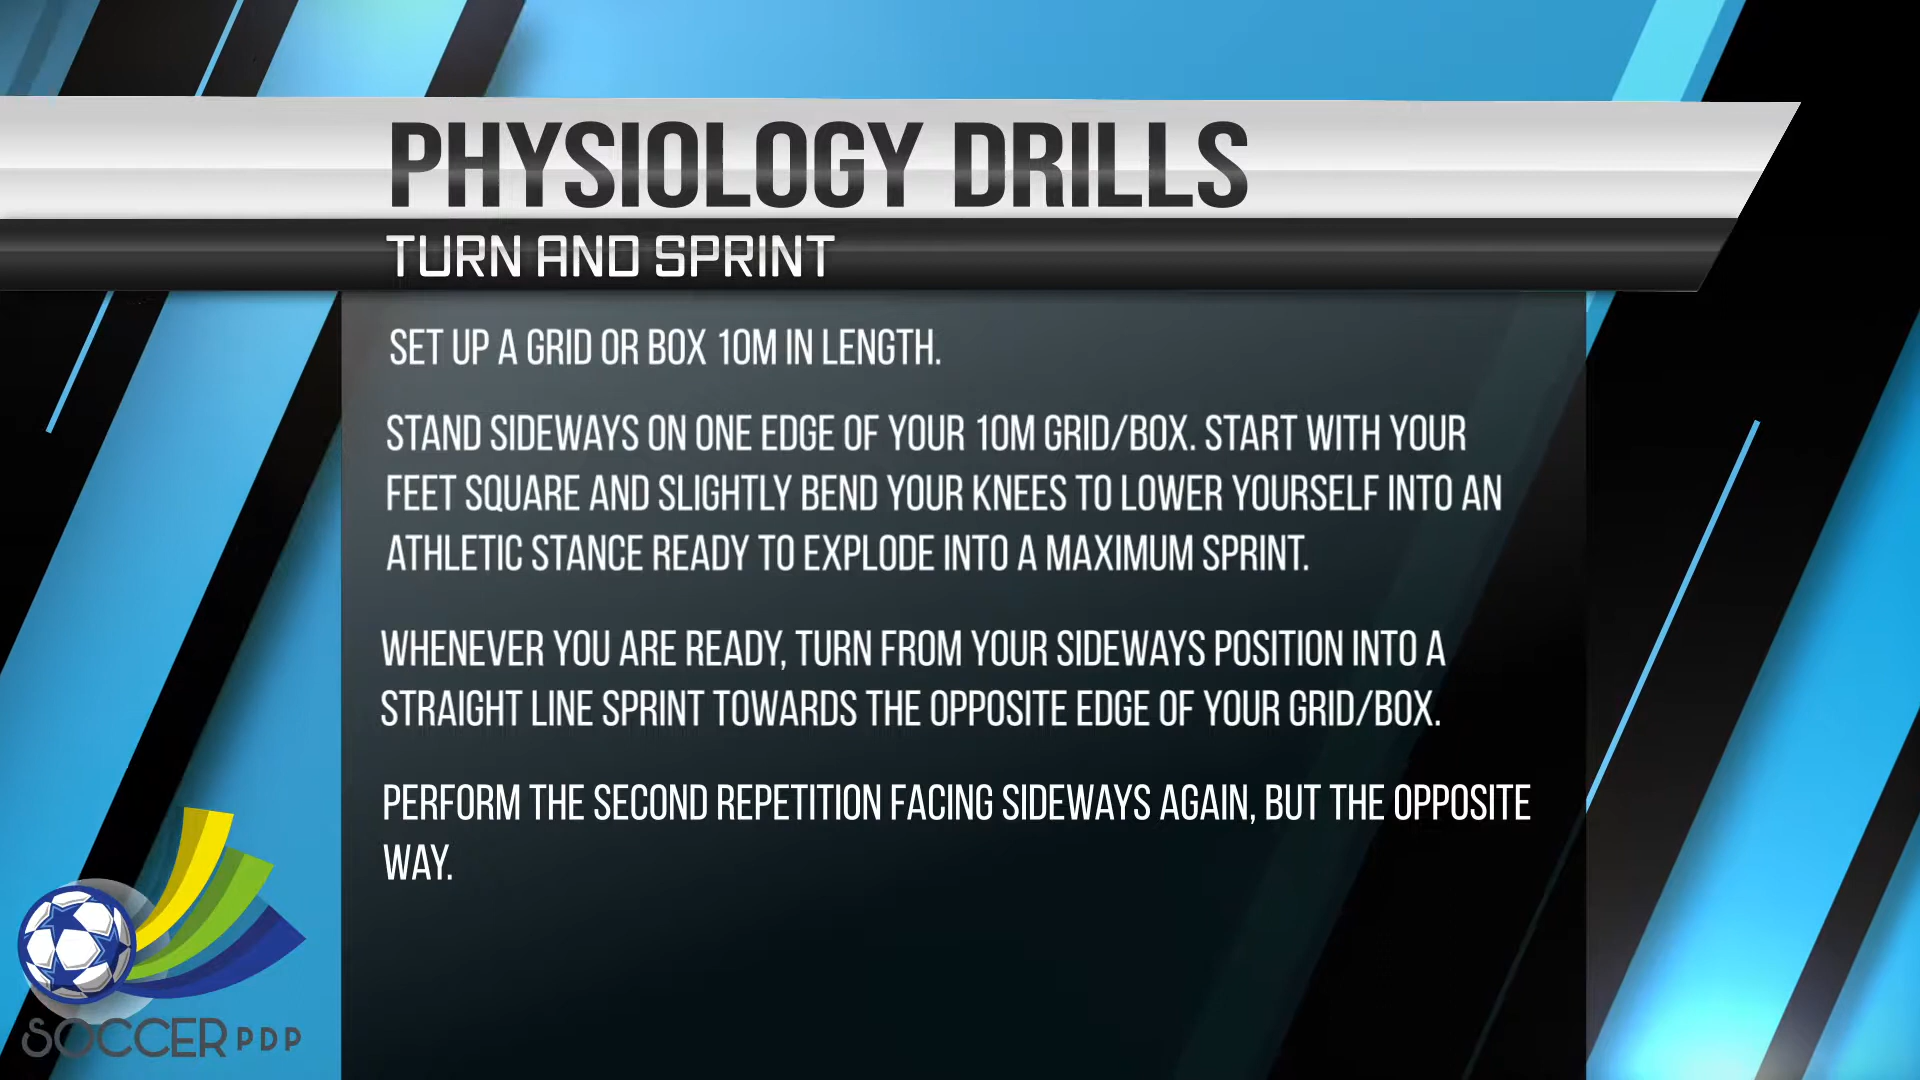 PHYSIOLOGY DRILLS
TURN AND SPRINT
SET UP A GRID OR BOX 10M IN LENGTH.
STAND SIDEWAYS ON ONE EDGE OF YOUR 10M GRID/BOX. START WITH YOUR
FEET SQUARE AND SLIGHTLY BEND YOUR KNEES TO LOWER YOURSELF INTO AN
ATHLETIC STANCE READY TO EXPLODE INTO A MAXIMUM SPRINT.
WHENEVER YOU ARE READY, TURN FROM YOUR SIDEWAYS POSITION INTO A
STRAIGHT LINE SPRINT TOWARDS THE OPPOSITE EDGE OF YOUR GRID/BOX.
PERFORM THE SECOND REPETITION FACING SIDEWAYS AGAIN, BUT THE OPPOSITE
WAY.
SOCCER PDP